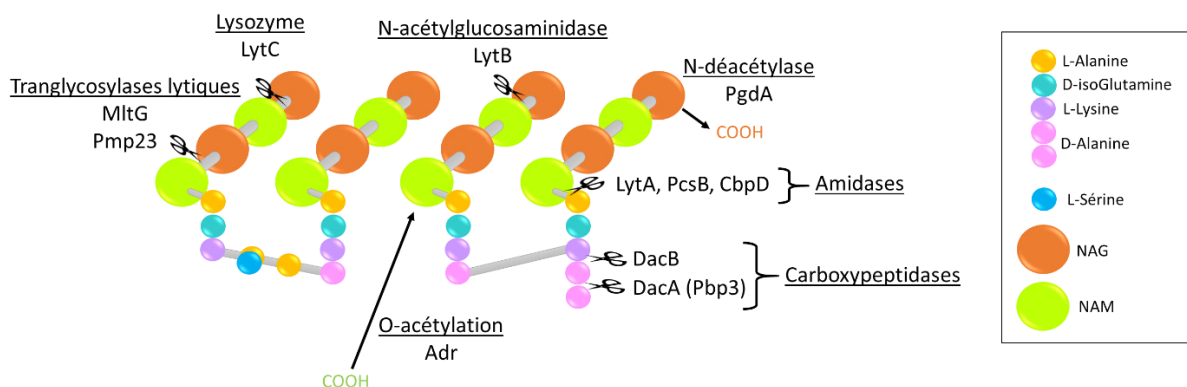 Lysozyme
LytC
N-acétylglucosaminidase
LytB
N-déacétylase
PgdA
COOH
Tranglycosylases lytiques
MltG
Pmp23
LytA, PcsB, CbpD
Amidases
DacB
DacA (Pbp3)
Carboxypeptidases
O-acétylation
Adr
COOH
L-Alanine
D-isoGlutamine
L-Lysine
D-Alanine
L-Sérine
NAG
NAM